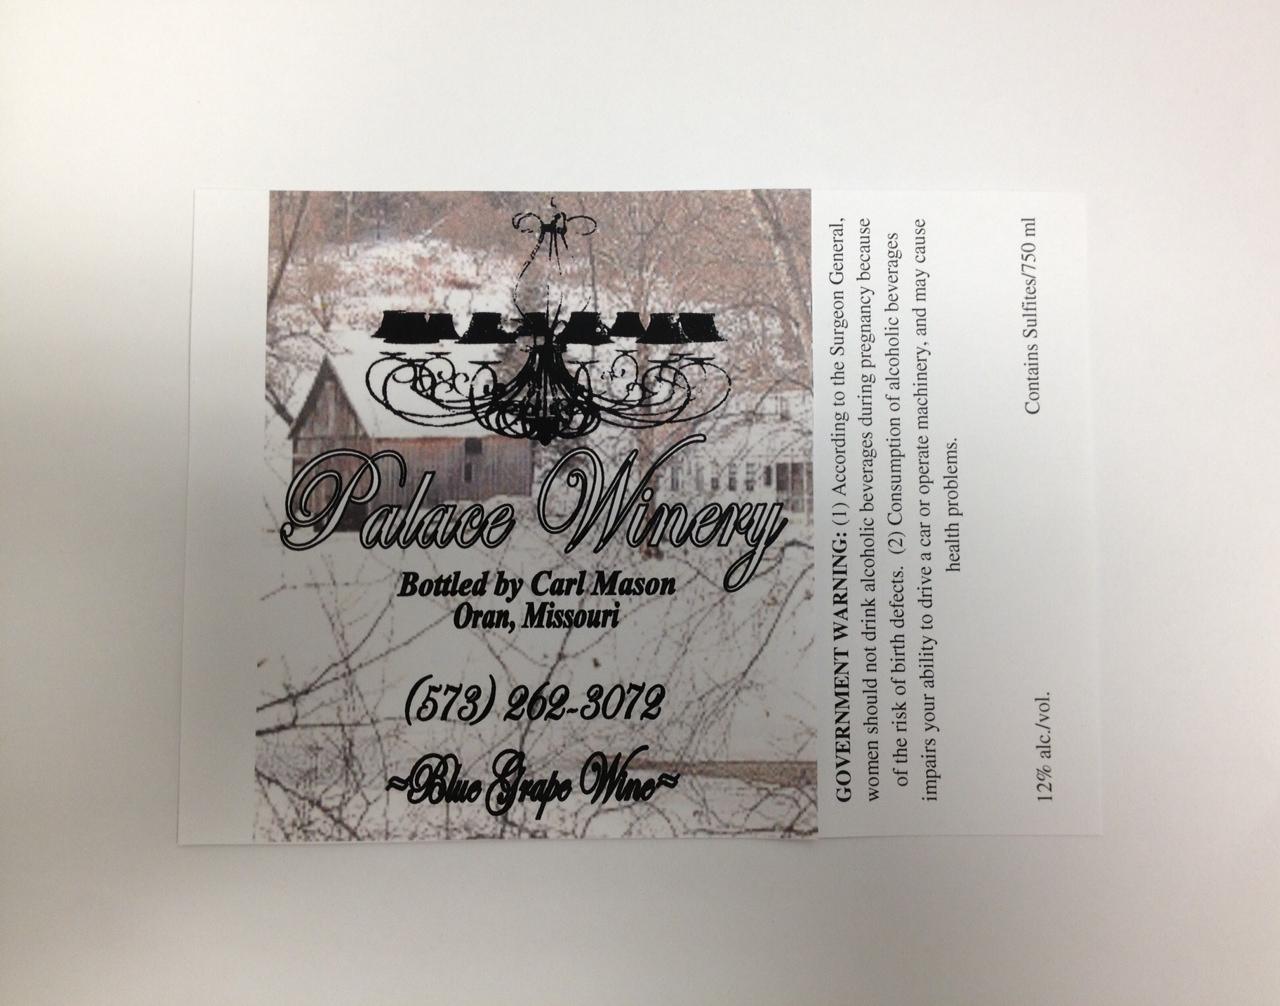 Palace Winery
Bottled by Carl Mason
Oran, Missouri
(573) 262-3072
~Blue Grape Wine~
GOVERNMENT WARNING: (1) According to the Surgeon General,
women should not drink alcoholic beverages during pregnancy because
of the risk of birth defects. (2) Consumption of alcoholic beverages
impairs your ability to drive a car or operate machinery, and may cause
health problems.
12% alc./vol.
Contains Sulfites/750 ml